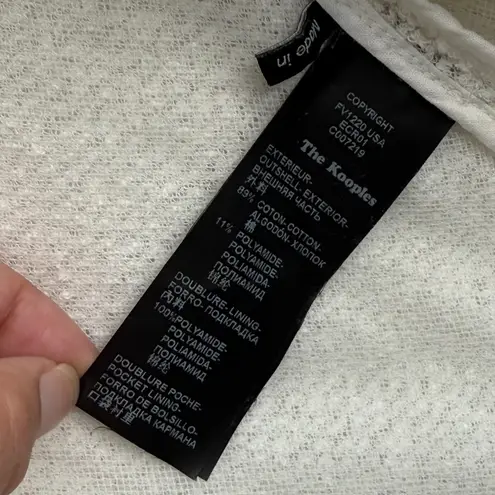 Made in
COPYRIGHT
FV1220 USA
ECR01
C007219
The Kooples
EXTERIEUR-
OUTSHELL, EXTERIOR-
ВНЕШНЯЯ ЧАСТЬ
外料
89% COTON-COTTON-
ALGODON-ХЛОПОК
棉
11% POLYAMIDE-
POLIAMIDA-
ПОЛИАМИД
锦纶
DOUBLURE-LINING-
FORRO-ПОДКЛАДКА
内料
100%POLYAMIDE-
POLYAMIDE-
POLIAMIDA-
ПОЛИАМИД
锦纶
DOUBLURE POCHE-
POCKET LINING-
FORRO DE BOLSILLO-
ПОДКЛАДКА КАРМАНА
口袋衬里